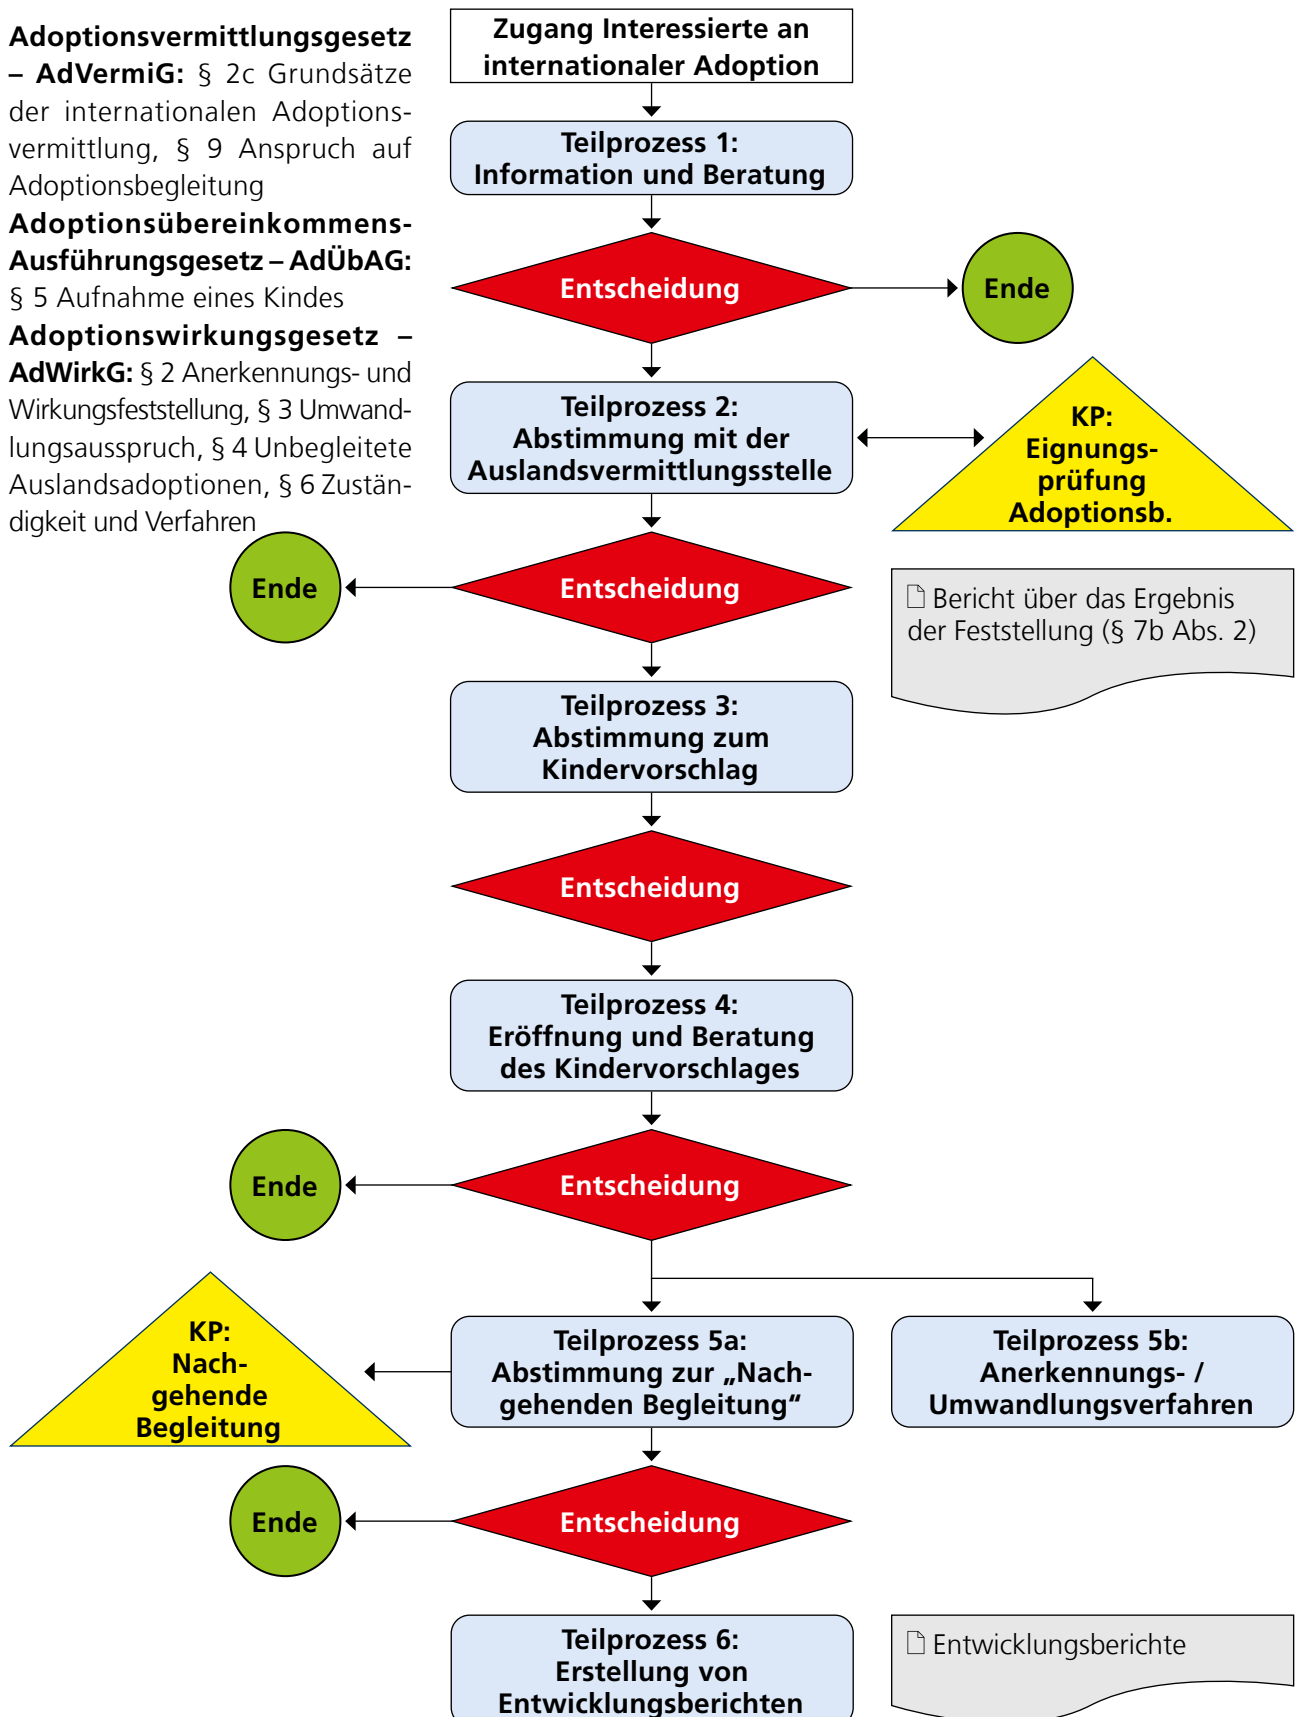 Adoptionsvermittlungsgesetz
– AdVermiG: § 2c Grundsätze
der internationalen Adoptions-
vermittlung, § 9 Anspruch auf
Adoptionsbegleitung
Adoptionsübereinkommens-
Ausführungsgesetz – AdÜbAG:
§ 5 Aufnahme eines Kindes
Adoptionswirkungsgesetz –
AdWirkG: § 2 Anerkennungs- und
Wirkungsfeststellung, § 3 Umwand-
lungsausspruch, § 4 Unbegleitete
Auslandsadoptionen, § 6 Zustän-
digkeit und Verfahren
Zugang Interessierte an
internationaler Adoption
Teilprozess 1:
Information und Beratung
Entscheidung
Ende
Teilprozess 2:
Abstimmung mit der
Auslandsvermittlungsstelle
KP:
Eignungs-
prüfung
Adoptionsb.
Ende
Entscheidung
Bericht über das Ergebnis
der Feststellung (§ 7b Abs. 2)
Teilprozess 3:
Abstimmung zum
Kindervorschlag
Entscheidung
Teilprozess 4:
Eröffnung und Beratung
des Kindervorschlages
Ende
Entscheidung
KP:
Nach-
gehende
Begleitung
Teilprozess 5a:
Abstimmung zur „Nach-
gehenden Begleitung“
Teilprozess 5b:
Anerkennungs- /
Umwandlungsverfahren
Ende
Entscheidung
Teilprozess 6:
Erstellung von
Entwicklungsberichten
Entwicklungsberichte